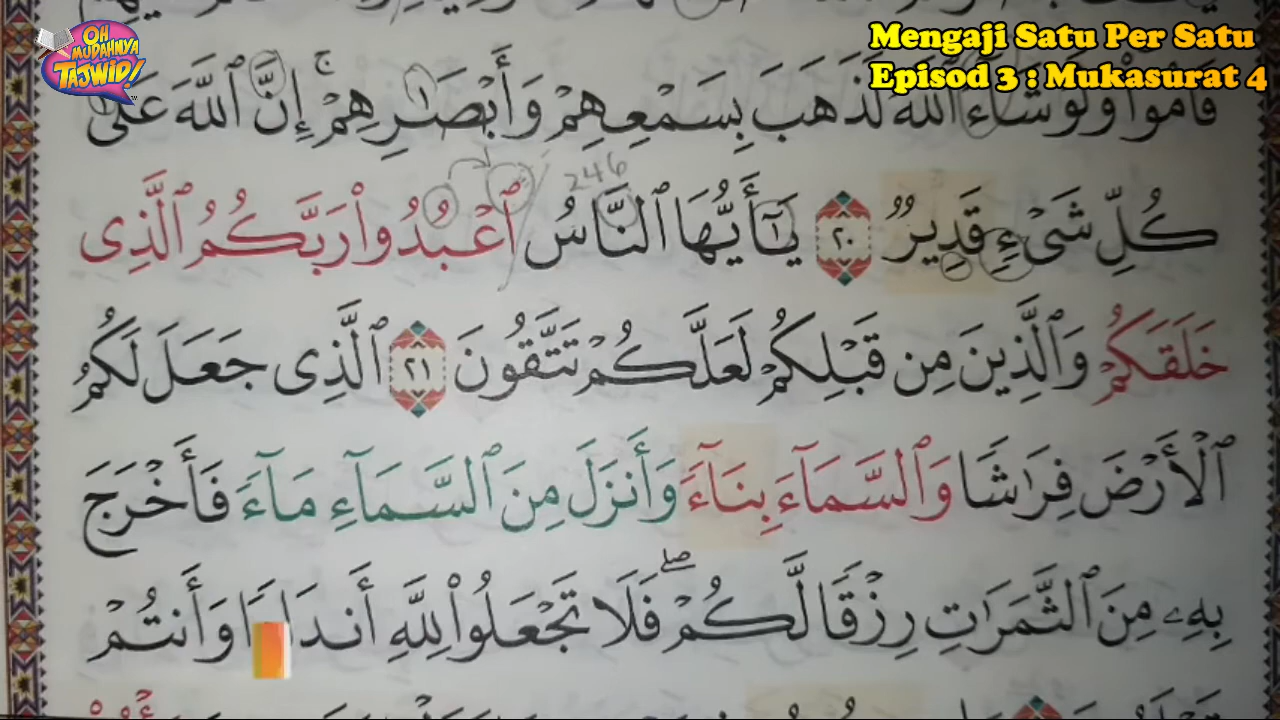 OH
MUDAHNYA
TAJWID!
Mengaji Satu Per Satu
Episod 3 : Mukasurat 4
قَامُوا۟ وَلَوْ شَآءَ ٱللَّهُ لَذَهَبَ بِسَمْعِهِمْ وَأَبْصَـٰرِهِمْ ۚ إِنَّ ٱللَّهَ عَلَىٰ
246
كُلِّ شَىْءٍ قَدِيرٌ ٢٠ يَـٰٓأَيُّهَا ٱلنَّاسُ ٱعْبُدُوا۟ رَبَّكُمُ ٱلَّذِى
خَلَقَكُمْ وَٱلَّذِينَ مِن قَبْلِكُمْ لَعَلَّكُمْ تَتَّقُونَ ٢١ ٱلَّذِى جَعَلَ لَكُمُ
ٱلْأَرْضَ فِرَٰشًا وَٱلسَّمَآءَ بِنَآءً وَأَنزَلَ مِنَ ٱلسَّمَآءِ مَآءً فَأَخْرَجَ
بِهِۦ مِنَ ٱلثَّمَرَٰتِ رِزْقًا لَّكُمْ ۖ فَلَا تَجْعَلُوا۟ لِلَّهِ أَندَادًا وَأَنتُمْ